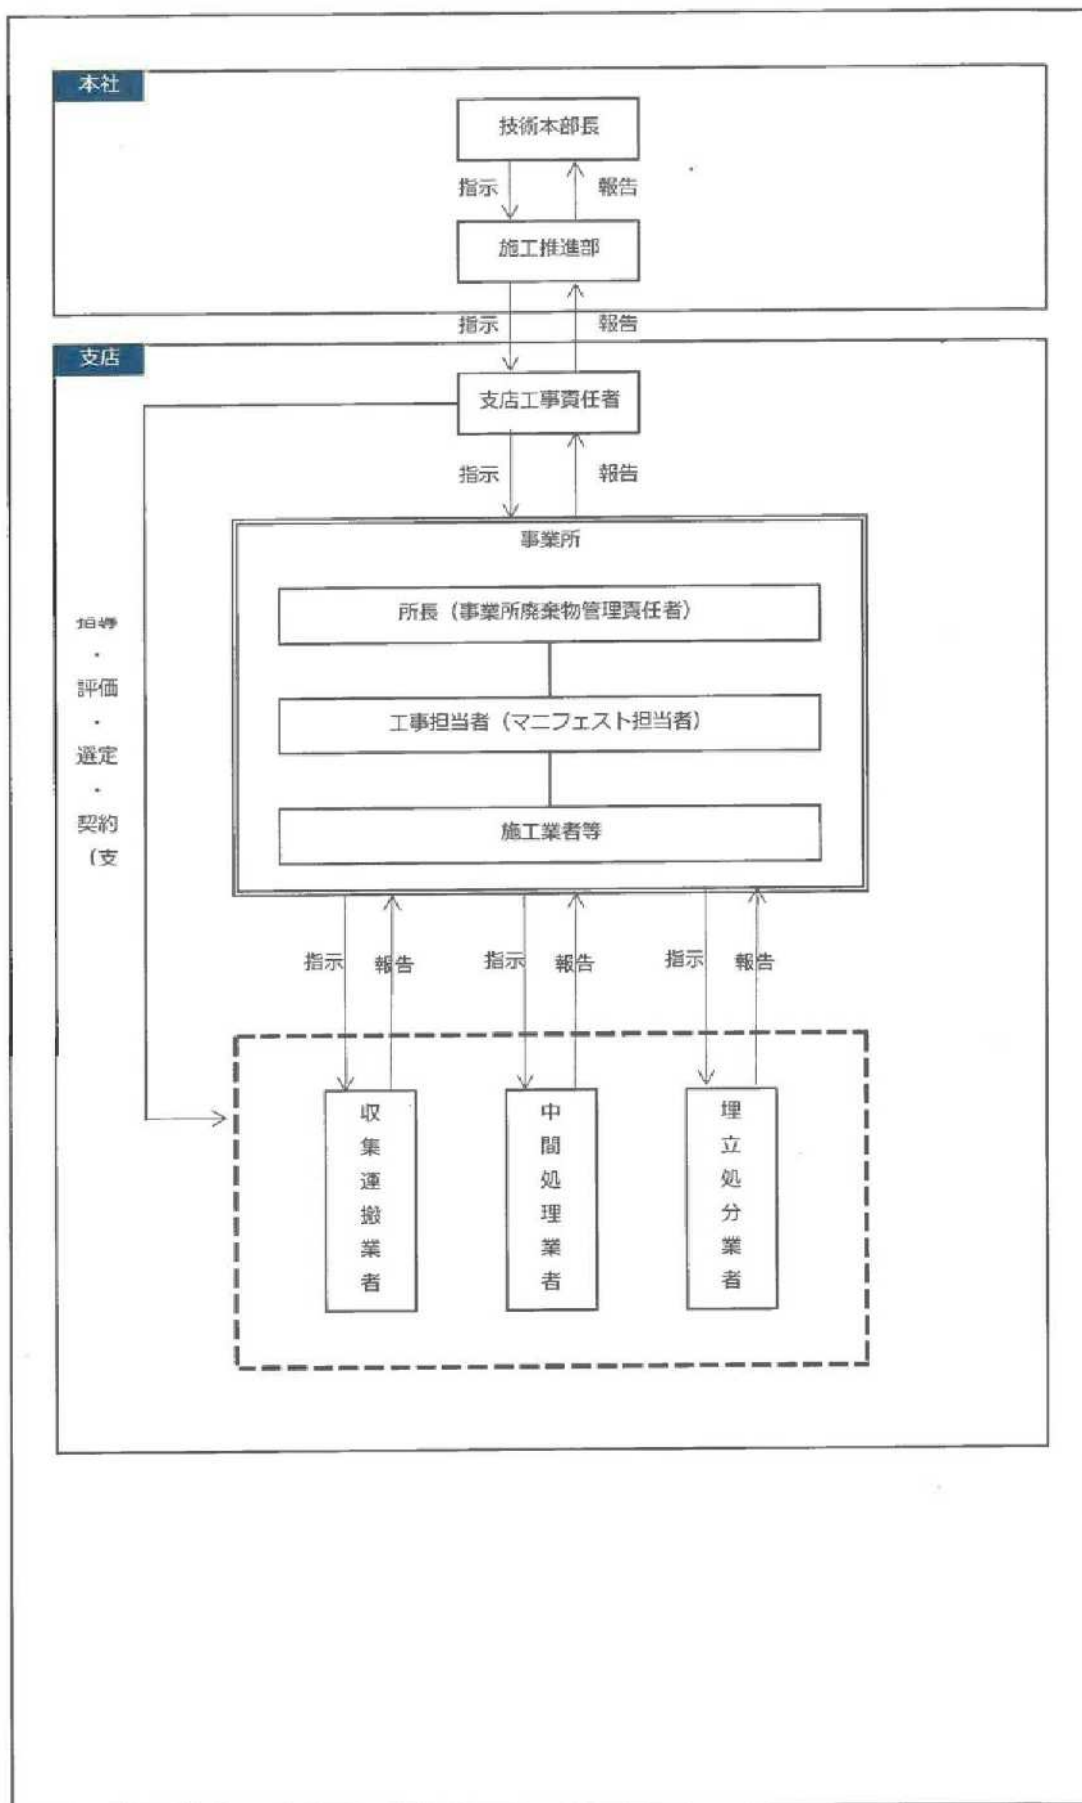 本社
技術本部長
指示
報告
施工推進部
指示
報告
支店
支店工事責任者
指示
報告
事業所
所長（事業所廃棄物管理責任者）
工事担当者（マニフェスト担当者）
施工業者等
・
評価
・
選定
・
契約
（支
指示
報告
指示
報告
指示
報告
収集運搬業者
中間処理業者
埋立処分業者